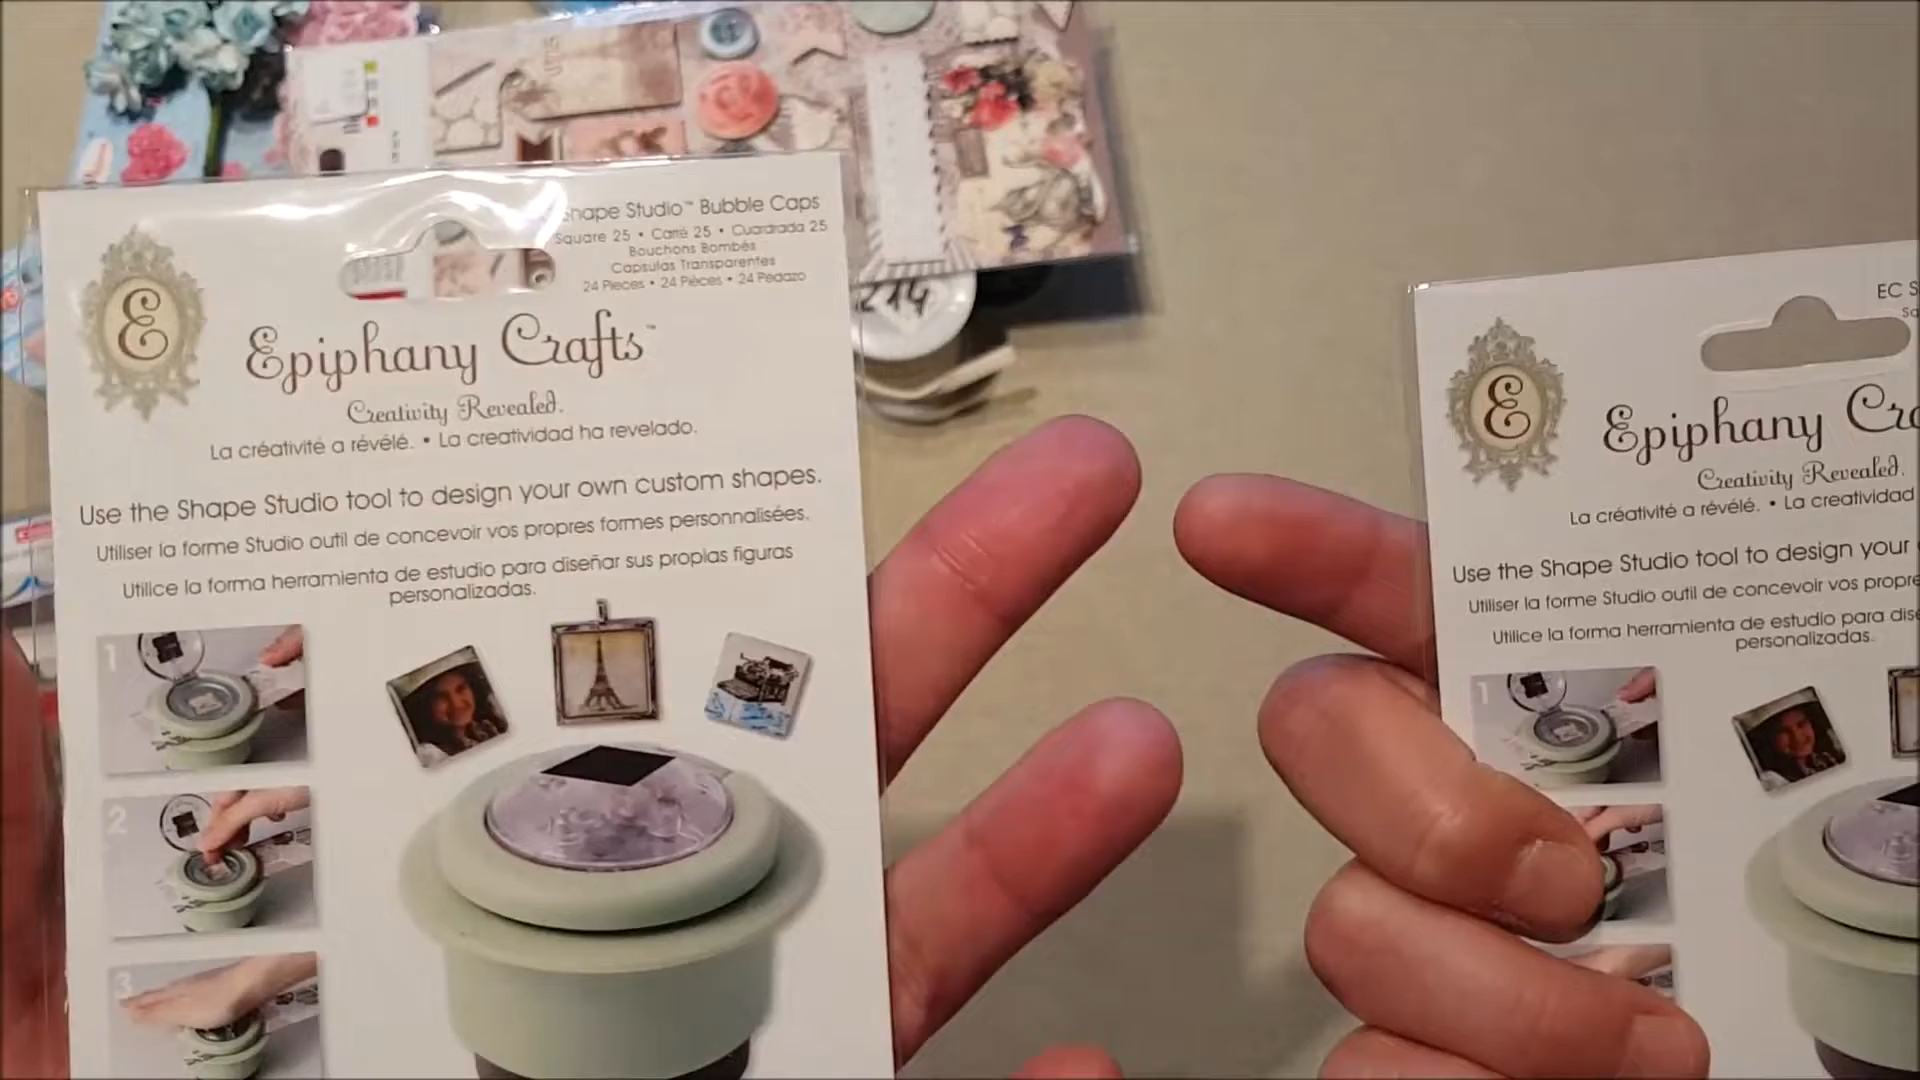 Shape Studio™ Bubble Caps
Square 25 • Carré 25 • Cuadrada 25
Bouchons Bombés
Capsulas Transparentes
24 Pieces • 24 Pièces • 24 Pedazo
E
Epiphany Crafts™
Creativity Revealed.
La créativité a révélé. • La creatividad ha revelado.
Use the Shape Studio tool to design your own custom shapes.
Utiliser la forme Studio outil de concevoir vos propres formes personnalisées.
Utilice la forma herramienta de estudio para diseñar sus propias figuras
personalizadas.
1
2
3
214
EC S
E
Epiphany Cra
Creativity Revealed.
La créativité a révélé. • La creatividad
Use the Shape Studio tool to design your
Utiliser la forme Studio outil de concevoir vos propre
Utilice la forma herramienta de estudio para dise
personalizadas.
1